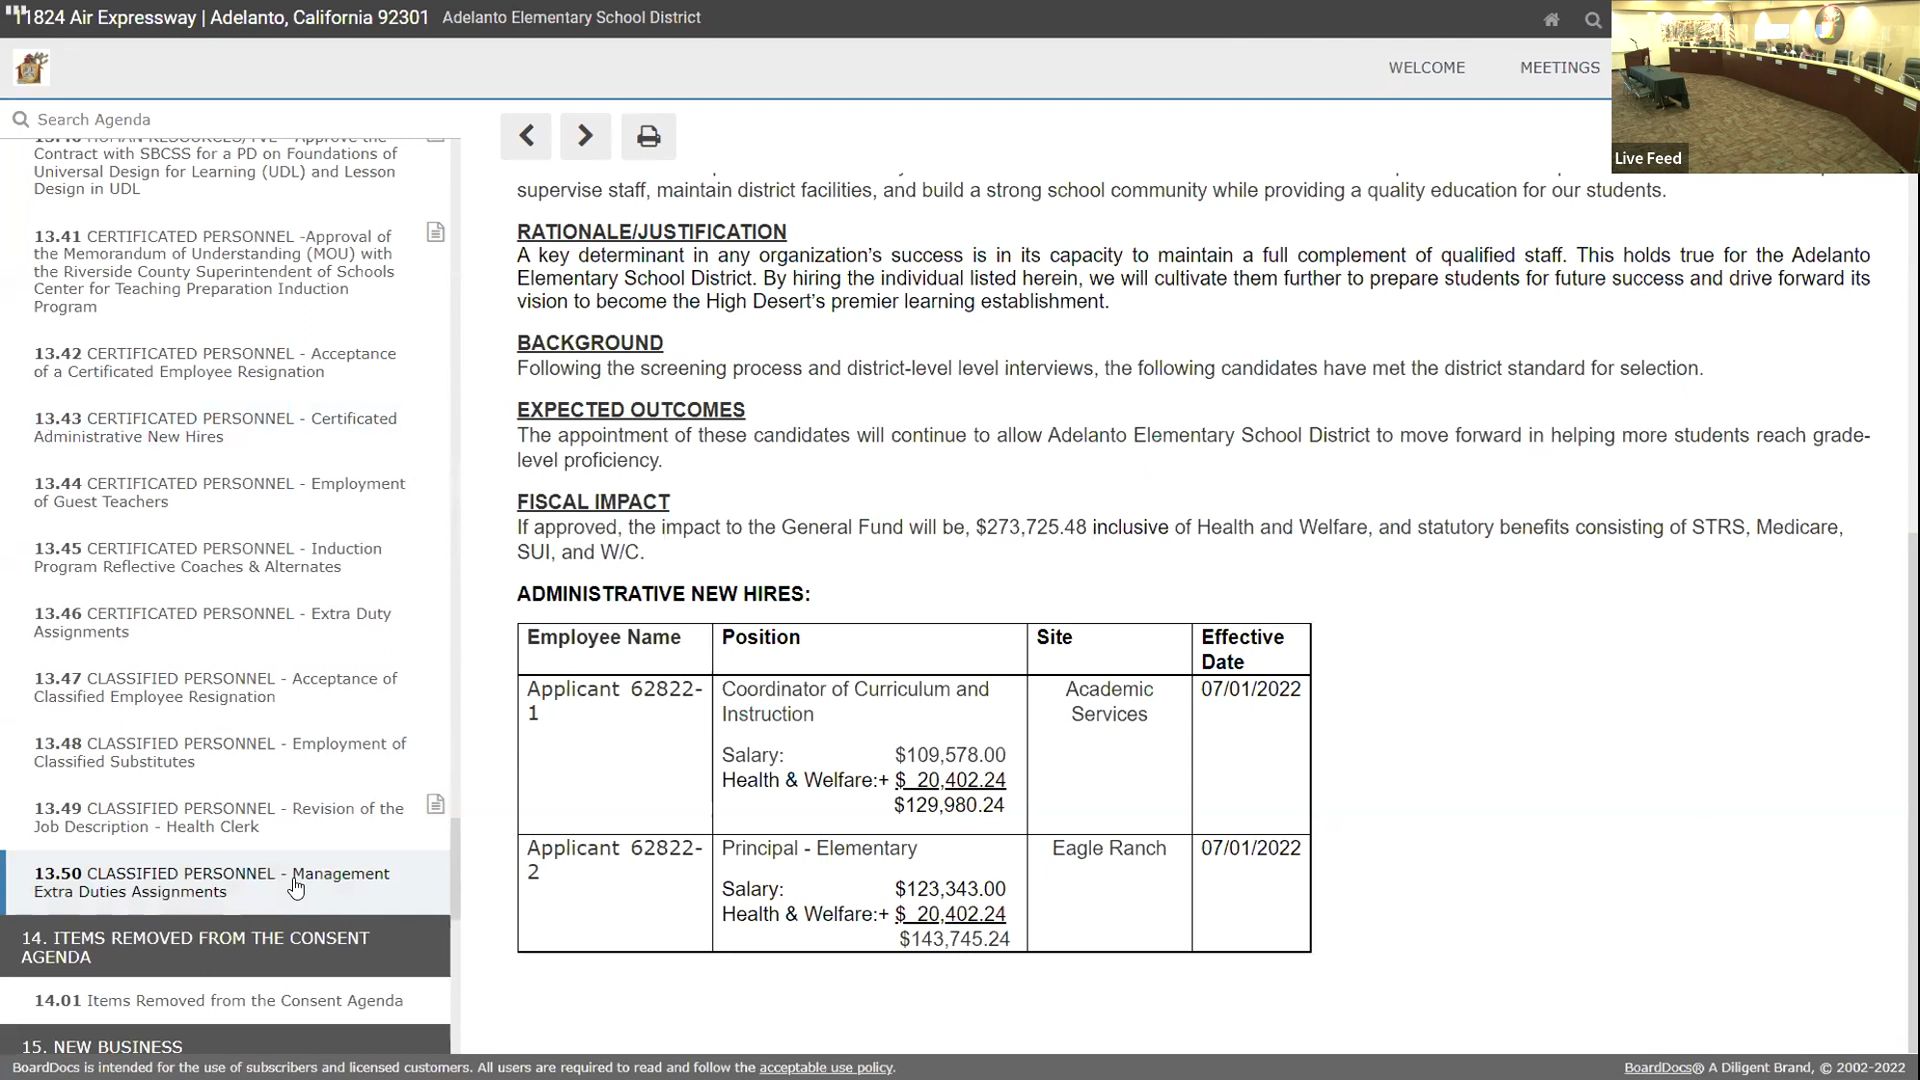 11824 Air Expressway | Adelanto, California 92301 Adelanto Elementary School District
WELCOME MEETINGS
Live Feed
Search Agenda
Contract with SBCSS for a PD on Foundations of
Universal Design for Learning (UDL) and Lesson
Design in UDL
13.41 CERTIFICATED PERSONNEL -Approval of
the Memorandum of Understanding (MOU) with
the Riverside County Superintendent of Schools
Center for Teaching Preparation Induction
Program
13.42 CERTIFICATED PERSONNEL - Acceptance
of a Certificated Employee Resignation
13.43 CERTIFICATED PERSONNEL - Certificated
Administrative New Hires
13.44 CERTIFICATED PERSONNEL - Employment
of Guest Teachers
13.45 CERTIFICATED PERSONNEL - Induction
Program Reflective Coaches & Alternates
13.46 CERTIFICATED PERSONNEL - Extra Duty
Assignments
13.47 CLASSIFIED PERSONNEL - Acceptance of
Classified Employee Resignation
13.48 CLASSIFIED PERSONNEL - Employment of
Classified Substitutes
13.49 CLASSIFIED PERSONNEL - Revision of the
Job Description - Health Clerk
13.50 CLASSIFIED PERSONNEL - Management
Extra Duties Assignments
14. ITEMS REMOVED FROM THE CONSENT
AGENDA
14.01 Items Removed from the Consent Agenda
15. NEW BUSINESS
supervise staff, maintain district facilities, and build a strong school community while providing a quality education for our students.
RATIONALE/JUSTIFICATION
A key determinant in any organization's success is in its capacity to maintain a full complement of qualified staff. This holds true for the Adelanto
Elementary School District. By hiring the individual listed herein, we will cultivate them further to prepare students for future success and drive forward its
vision to become the High Desert's premier learning establishment.
BACKGROUND
Following the screening process and district-level level interviews, the following candidates have met the district standard for selection.
EXPECTED OUTCOMES
The appointment of these candidates will continue to allow Adelanto Elementary School District to move forward in helping more students reach grade-
level proficiency.
FISCAL IMPACT
If approved, the impact to the General Fund will be, $273,725.48 inclusive of Health and Welfare, and statutory benefits consisting of STRS, Medicare,
SUI, and W/C.
ADMINISTRATIVE NEW HIRES:
Employee Name Position Site Effective
Date
Applicant 62822- Coordinator of Curriculum and Academic 07/01/2022
1 Instruction Services
Salary: $109,578.00
Health & Welfare:+ $ 20,402.24
$129,980.24
Applicant 62822- Principal - Elementary Eagle Ranch 07/01/2022
2
Salary: $123,343.00
Health & Welfare:+ $ 20,402.24
$143,745.24
BoardDocs is intended for the use of subscribers and licensed customers. All users are required to read and follow the acceptable use policy. BoardDocs® A Diligent Brand, © 2002-2022